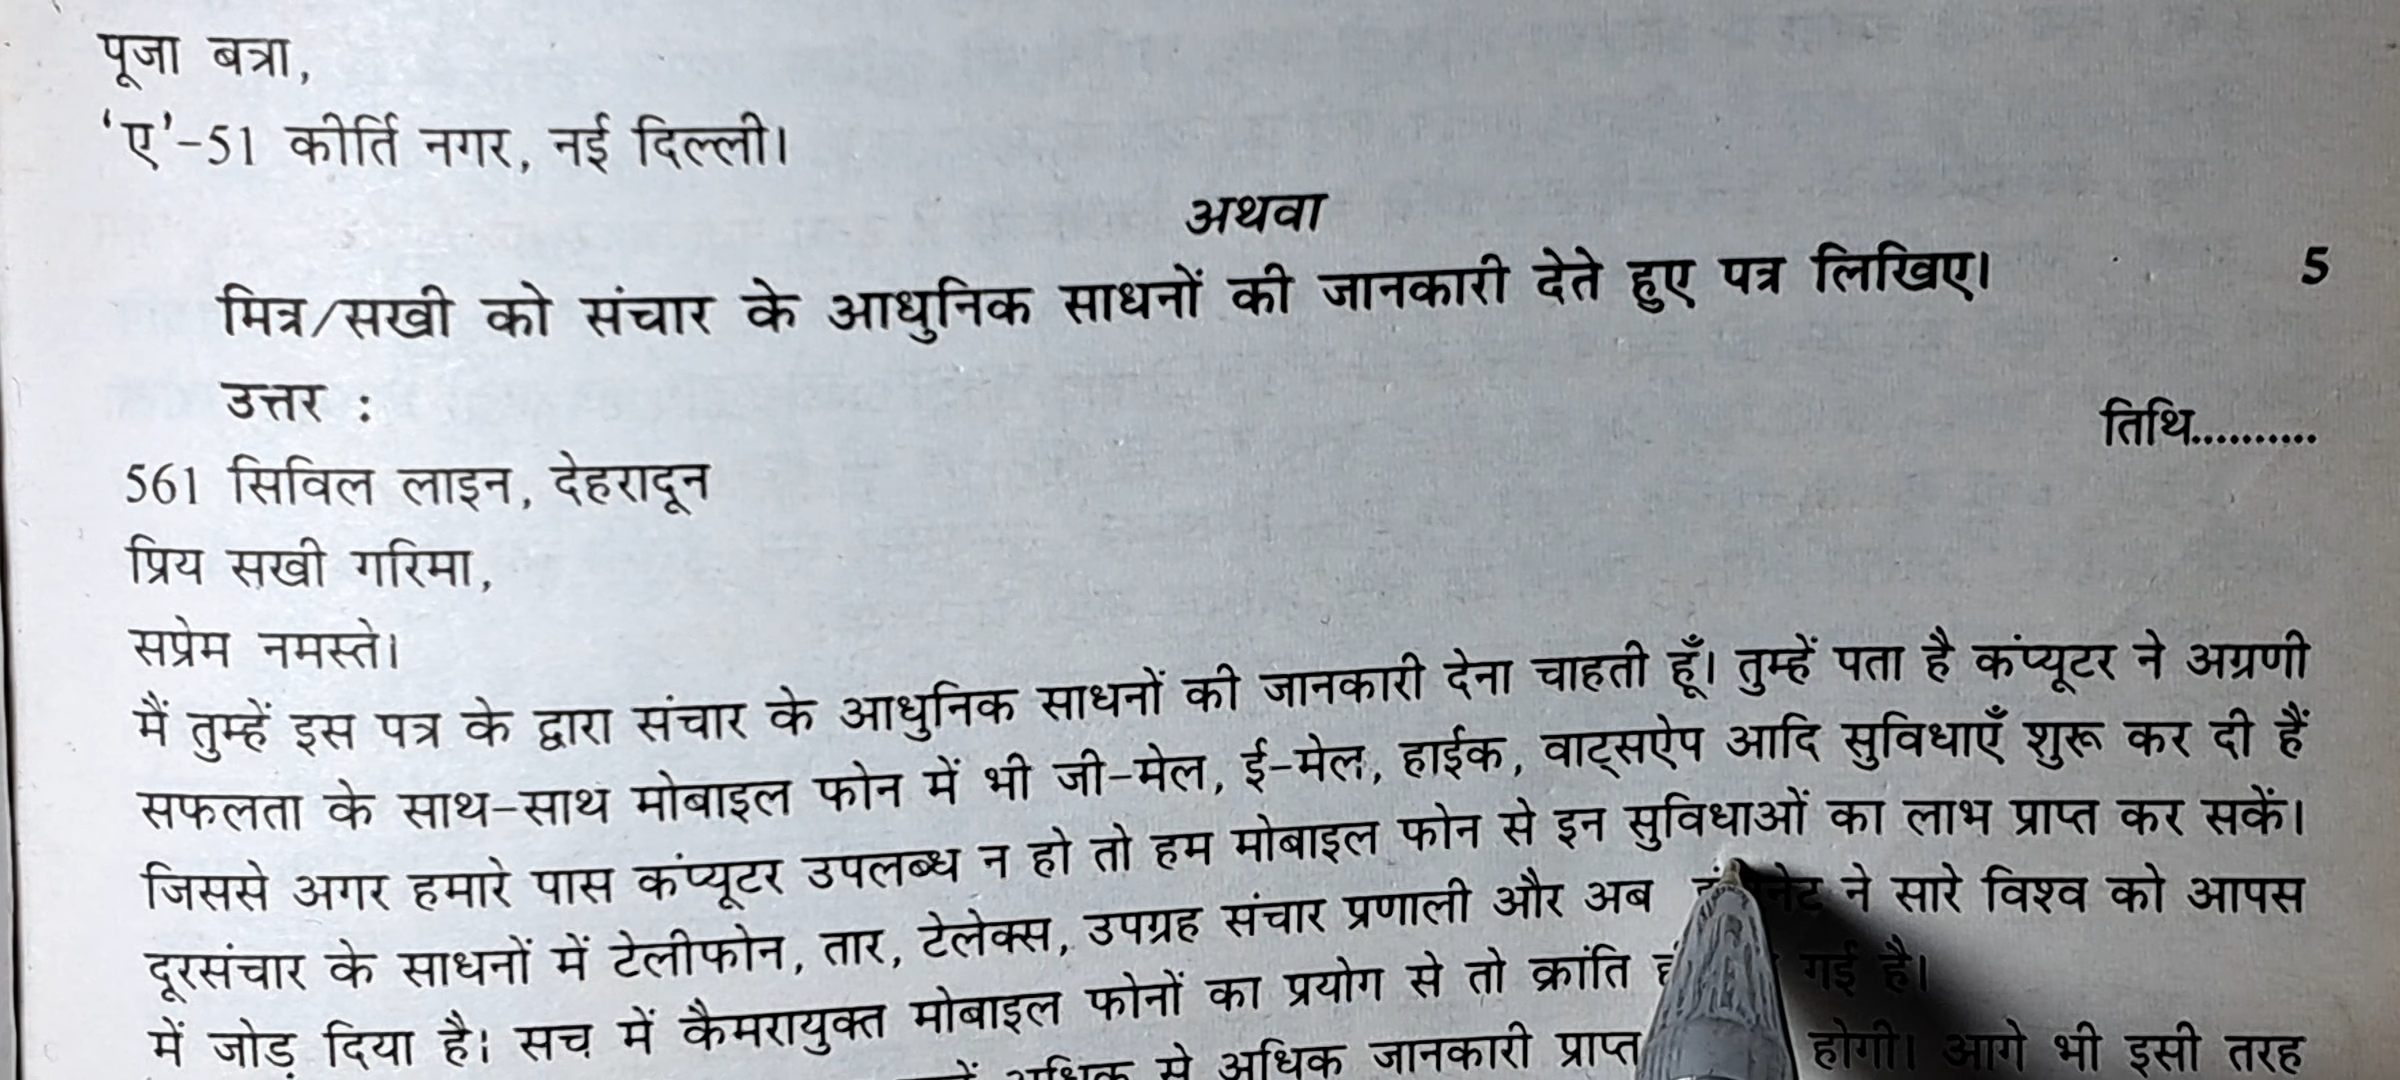 पूजा बत्रा,
'ए'-51 कीर्ति नगर, नई दिल्ली।
अथवा
मित्र/सखी को संचार के आधुनिक साधनों की जानकारी देते हुए पत्र लिखिए। 5
उत्तर :
तिथि..........
561 सिविल लाइन, देहरादून
प्रिय सखी गरिमा,
सप्रेम नमस्ते।
मैं तुम्हें इस पत्र के द्वारा संचार के आधुनिक साधनों की जानकारी देना चाहती हूँ। तुम्हें पता है कंप्यूटर ने अग्रणी
सफलता के साथ-साथ मोबाइल फोन में भी जी-मेल, ई-मेल, हाईक, वाट्सऐप आदि सुविधाएँ शुरू कर दी हैं
जिससे अगर हमारे पास कंप्यूटर उपलब्ध न हो तो हम मोबाइल फोन से इन सुविधाओं का लाभ प्राप्त कर सकें।
दूरसंचार के साधनों में टेलीफोन, तार, टेलेक्स, उपग्रह संचार प्रणाली और अब ने सारे विश्व को आपस
में जोड़ दिया है। सच में कैमरायुक्त मोबाइल फोनों का प्रयोग से तो क्रांति गई है।
अधिक से अधिक जानकारी प्राप्त होगी। आगे भी इसी तरह